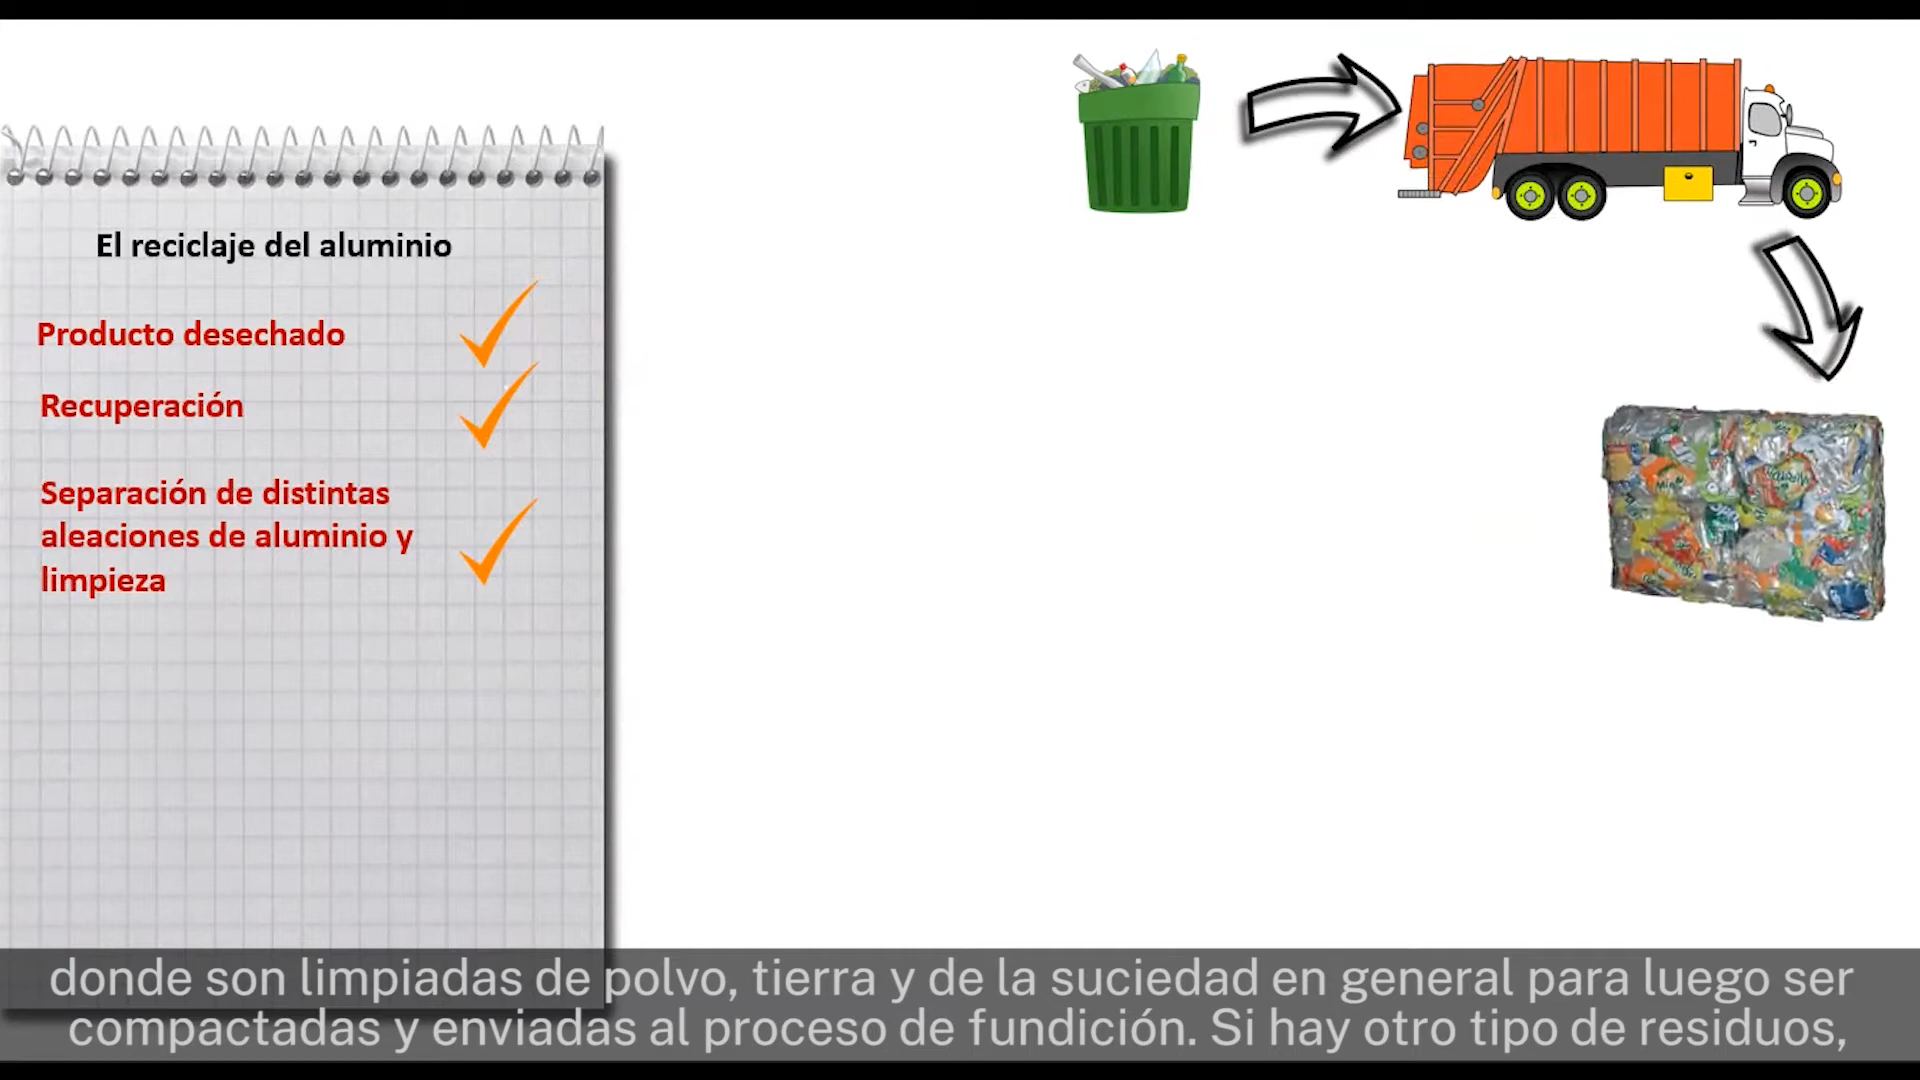 El reciclaje del aluminio
Producto desechado
Recuperación
Separación de distintas
aleaciones de aluminio y
limpieza
donde son limpiadas de polvo, tierra y de la suciedad en general para luego ser
compactadas y enviadas al proceso de fundición. Si hay otro tipo de residuos,